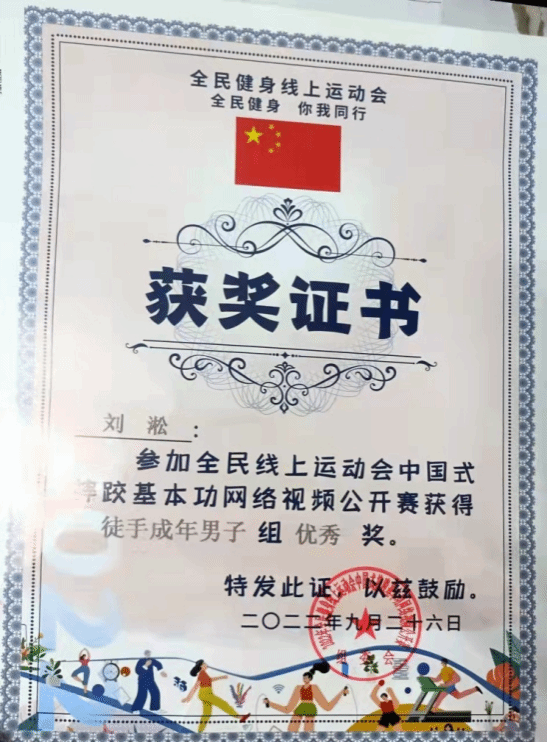 全民健身线上运动会
全民健身 你我同行
获奖证书
刘 淞 :
参加全民线上运动会中国式
摔跤基本功网络视频公开赛获得
徒手成年男子 组 优秀 奖。
特发此证 以兹鼓励。
二〇二二年九月二十六日
组委会